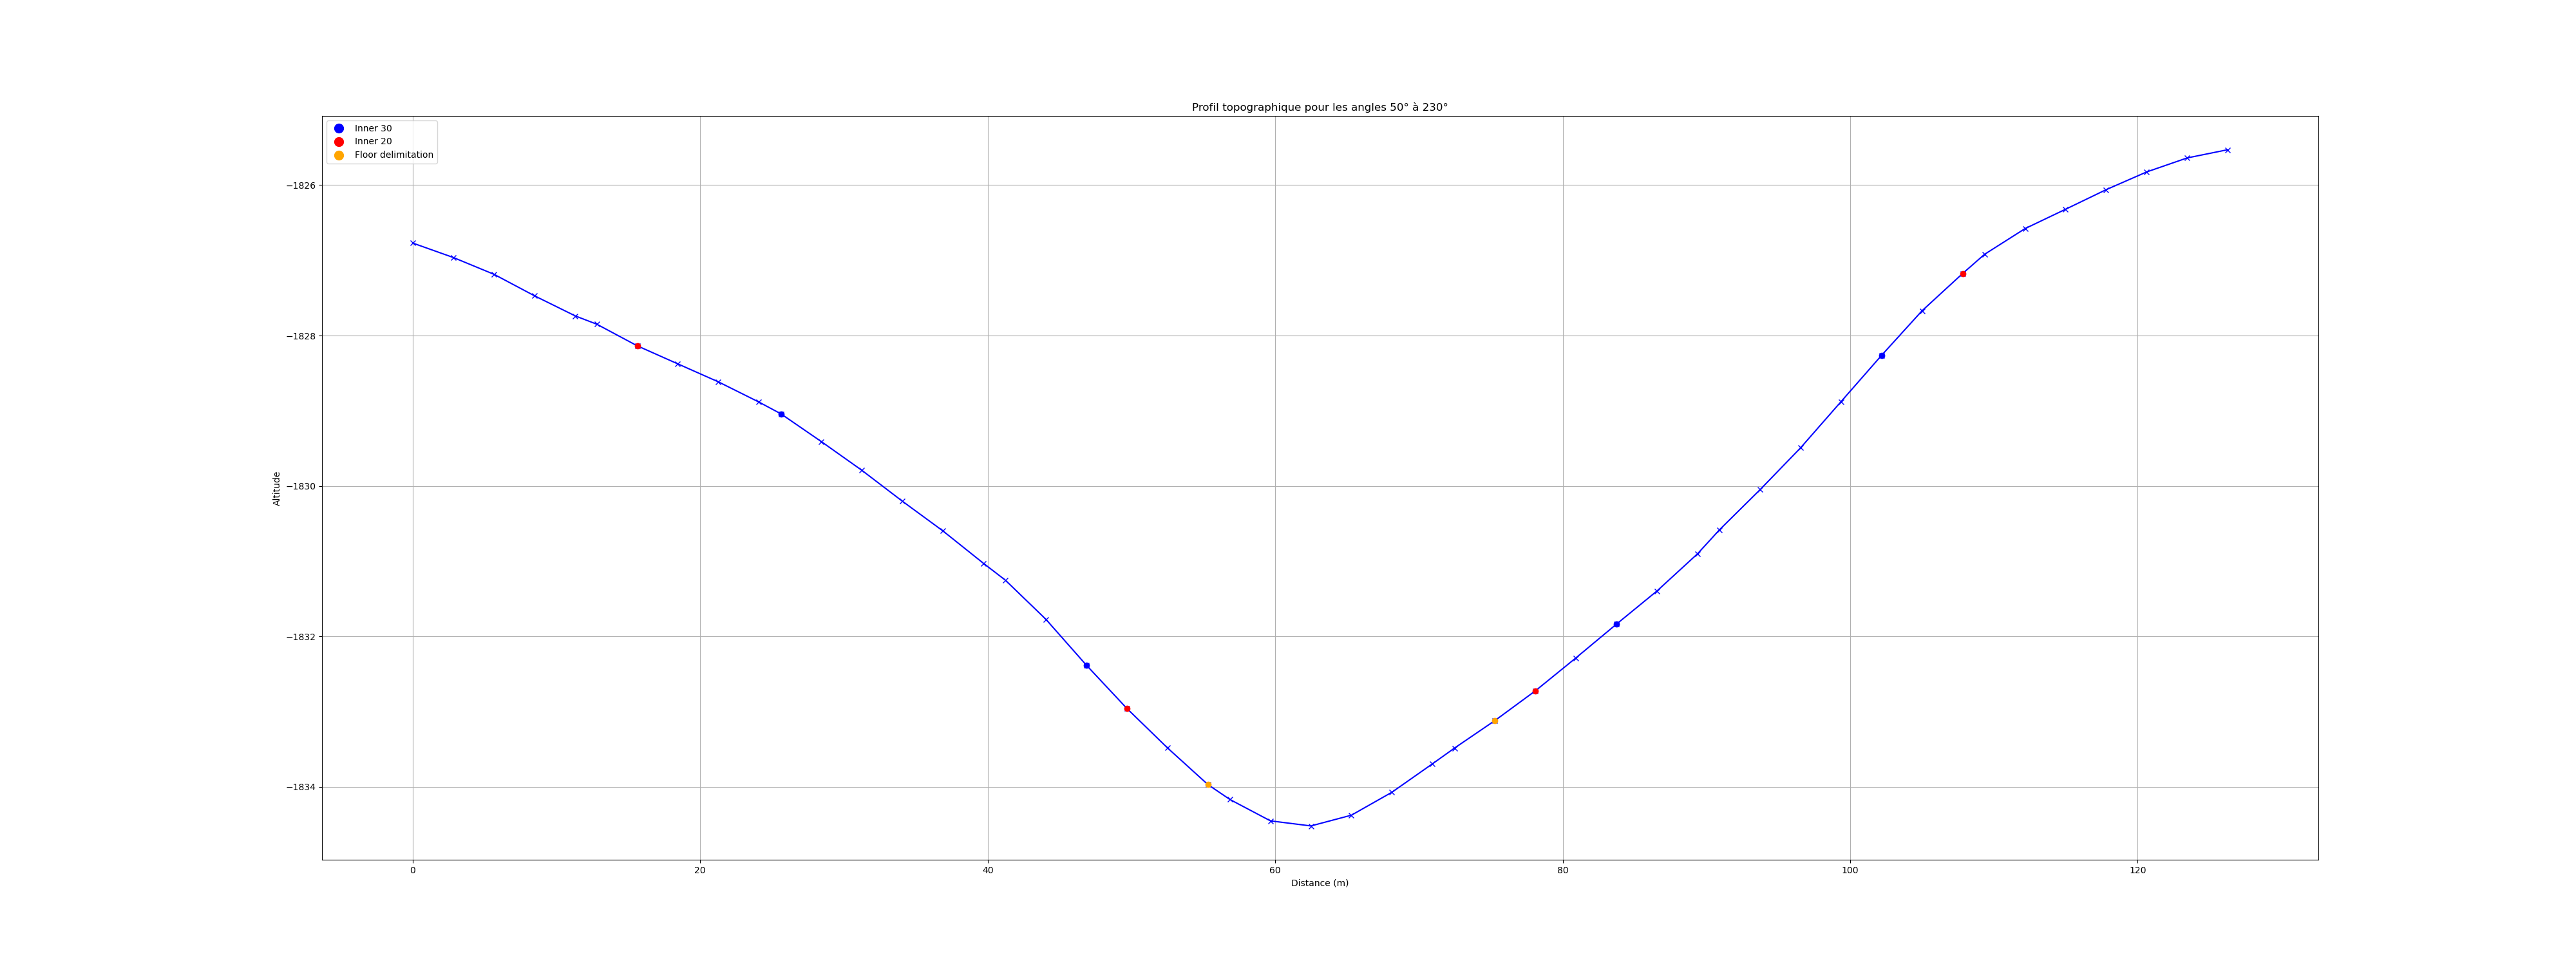 Profil topographique pour les angles 50° à 230°
Inner 30
Inner 20
Floor delimitation
−1826
−1828
−1830
−1832
−1834
Altitude
0 20 40 60 80 100 120
Distance (m)